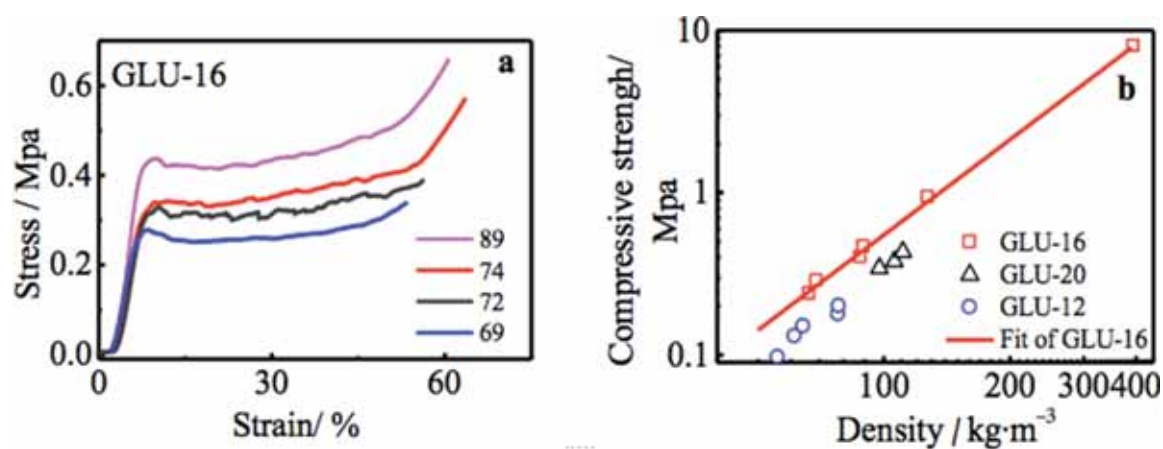 GLU-16
a
Stress / Mpa
0.6
0.4
0.2
0.0
89
74
72
69
0
30
60
Strain/ %
Compressive strengh/
Mpa
10
1
0.1
b
GLU-16
GLU-20
GLU-12
Fit of GLU-16
100
200
300400
Density / kg·m⁻³